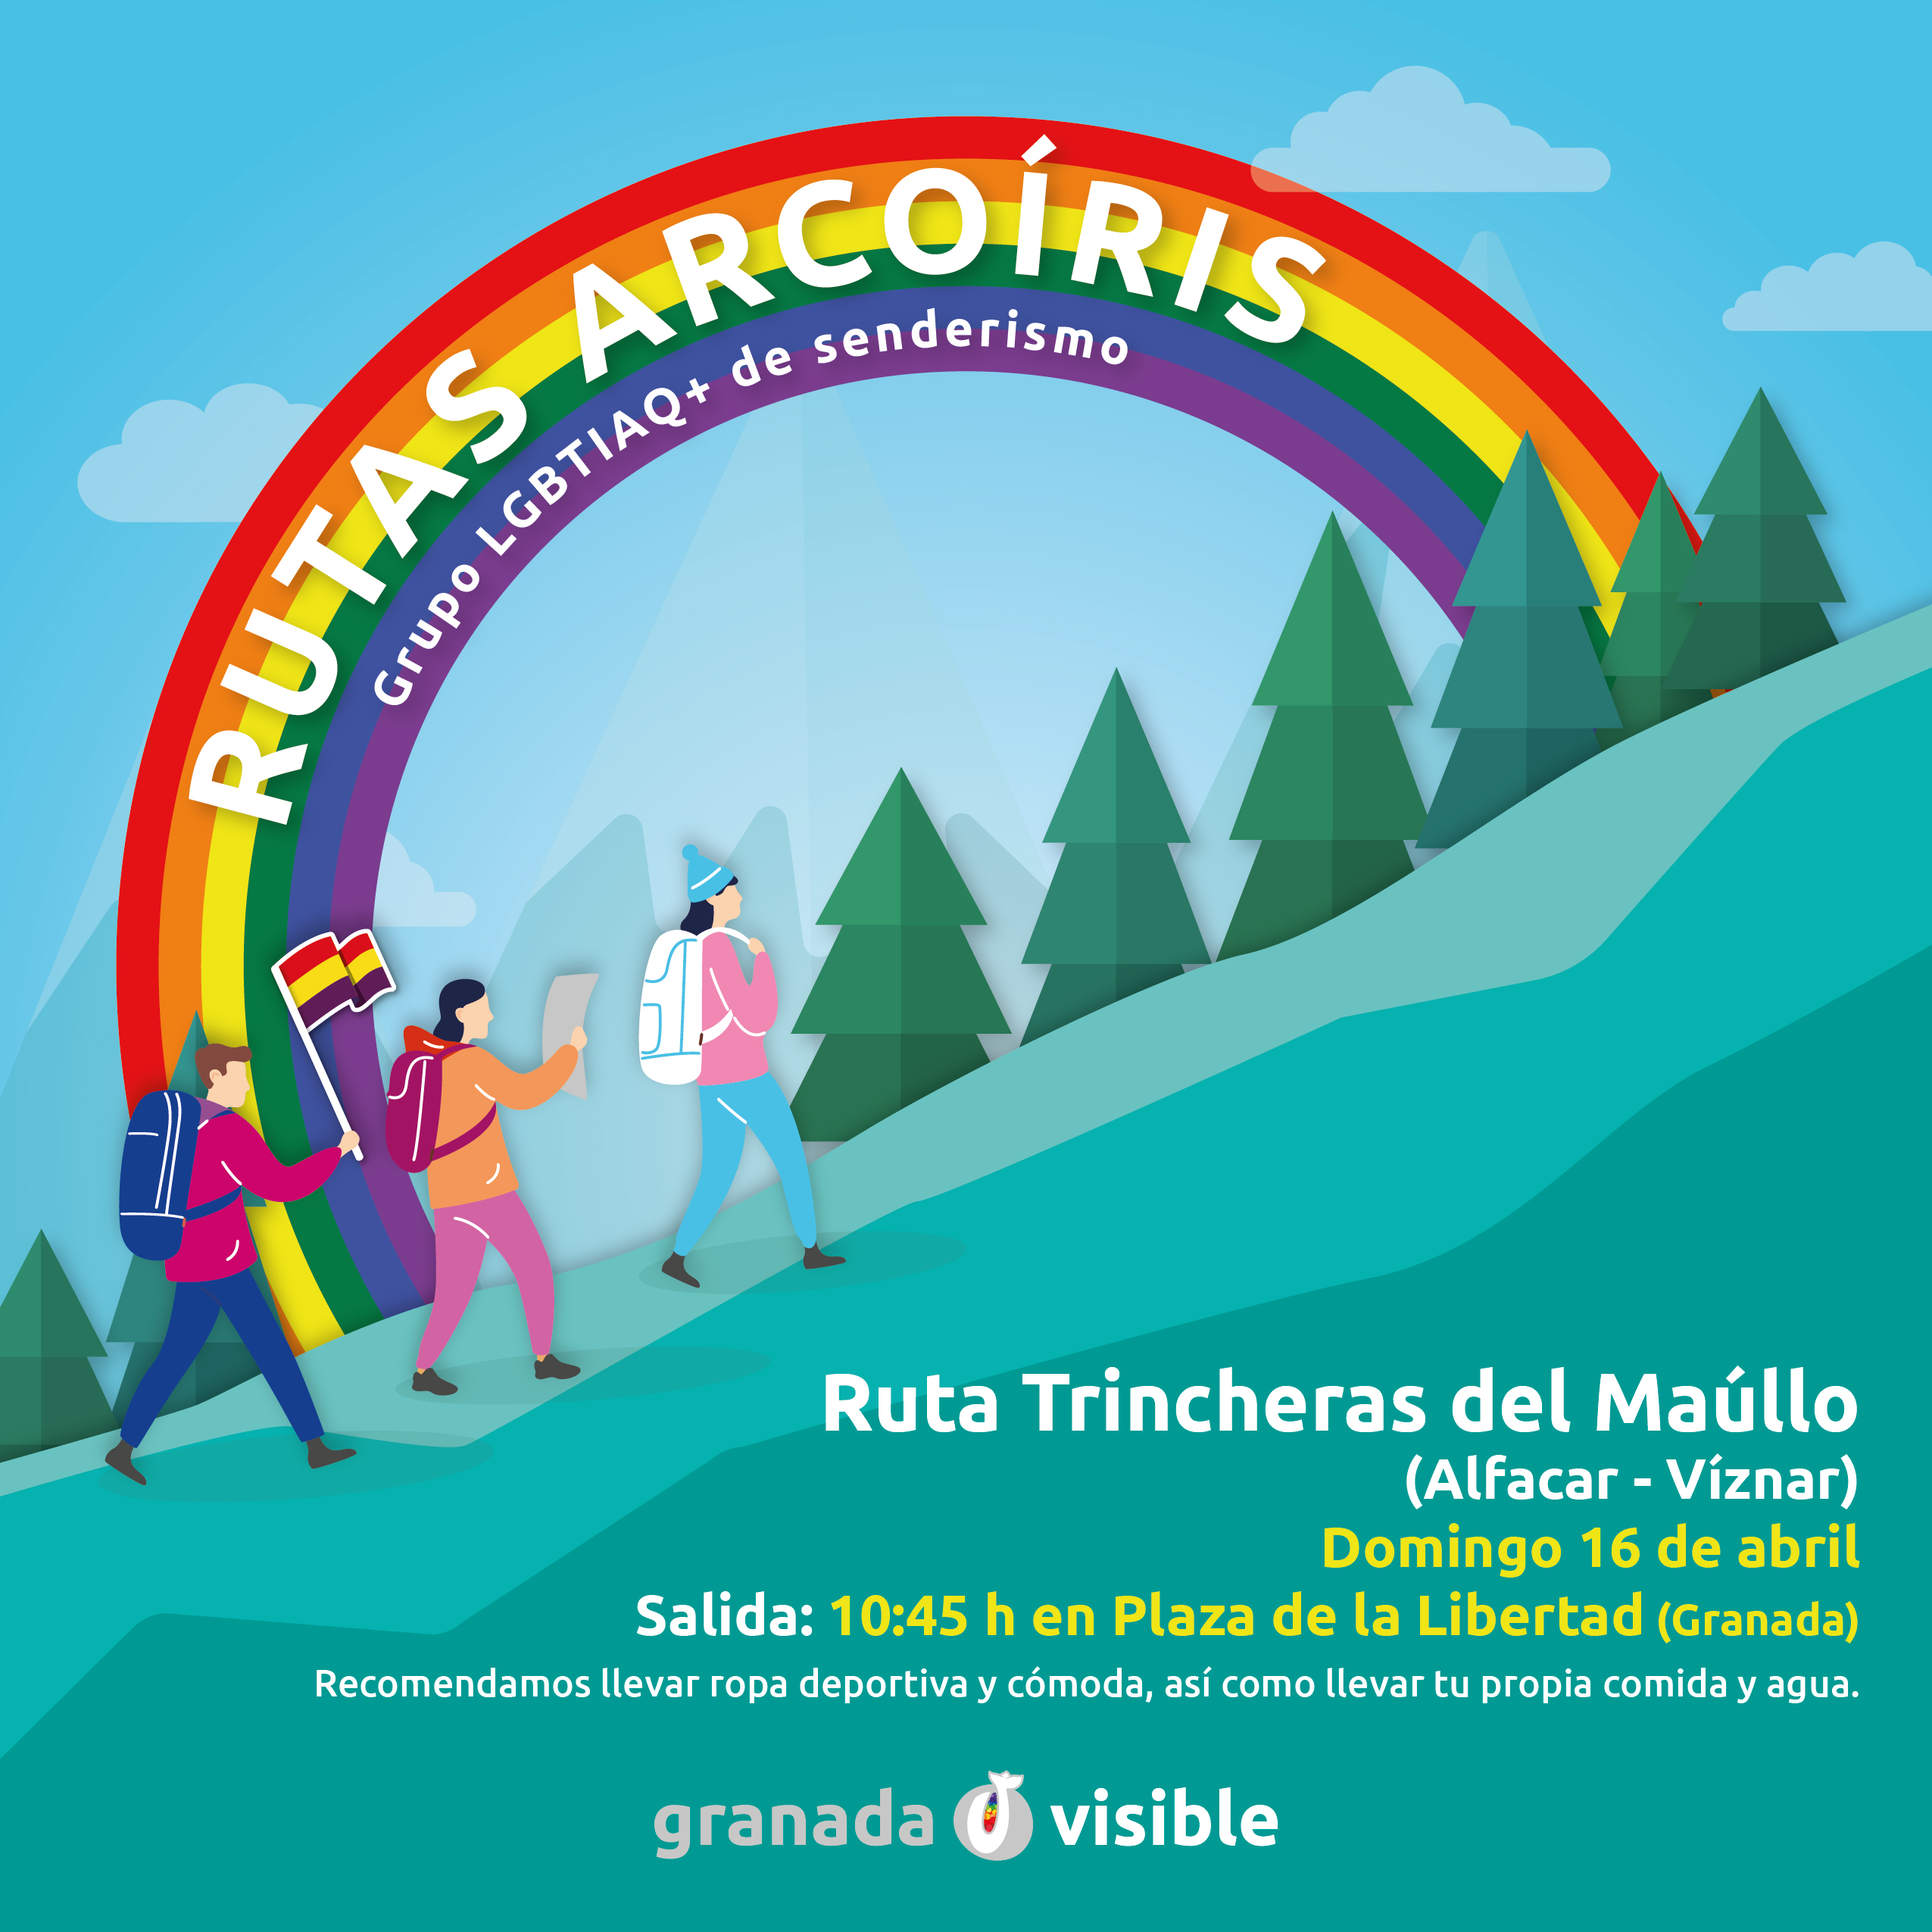 RUTAS ARCOÍRIS
Grupo LGBTIAQ+ de senderismo
Ruta Trincheras del Maúllo
(Alfacar - Víznar)
Domingo 16 de abril
Salida: 10:45 h en Plaza de la Libertad (Granada)
Recomendamos llevar ropa deportiva y cómoda, así como llevar tu propia comida y agua.
granada visible